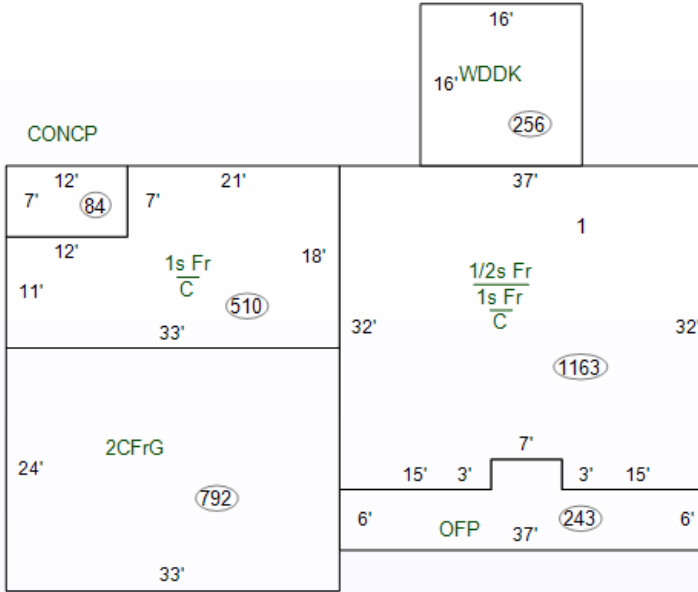 16'
16' WDDK
256
CONCP
12' 21' 37'
7' 84 7'
1
12' 18'
1s Fr
C
1/2s Fr
1s Fr
C
11' 510
33' 32' 32'
1163
7'
2CFrG
24' 15' 3' 3' 15'
792
6' OFP 37' 243 6'
33'